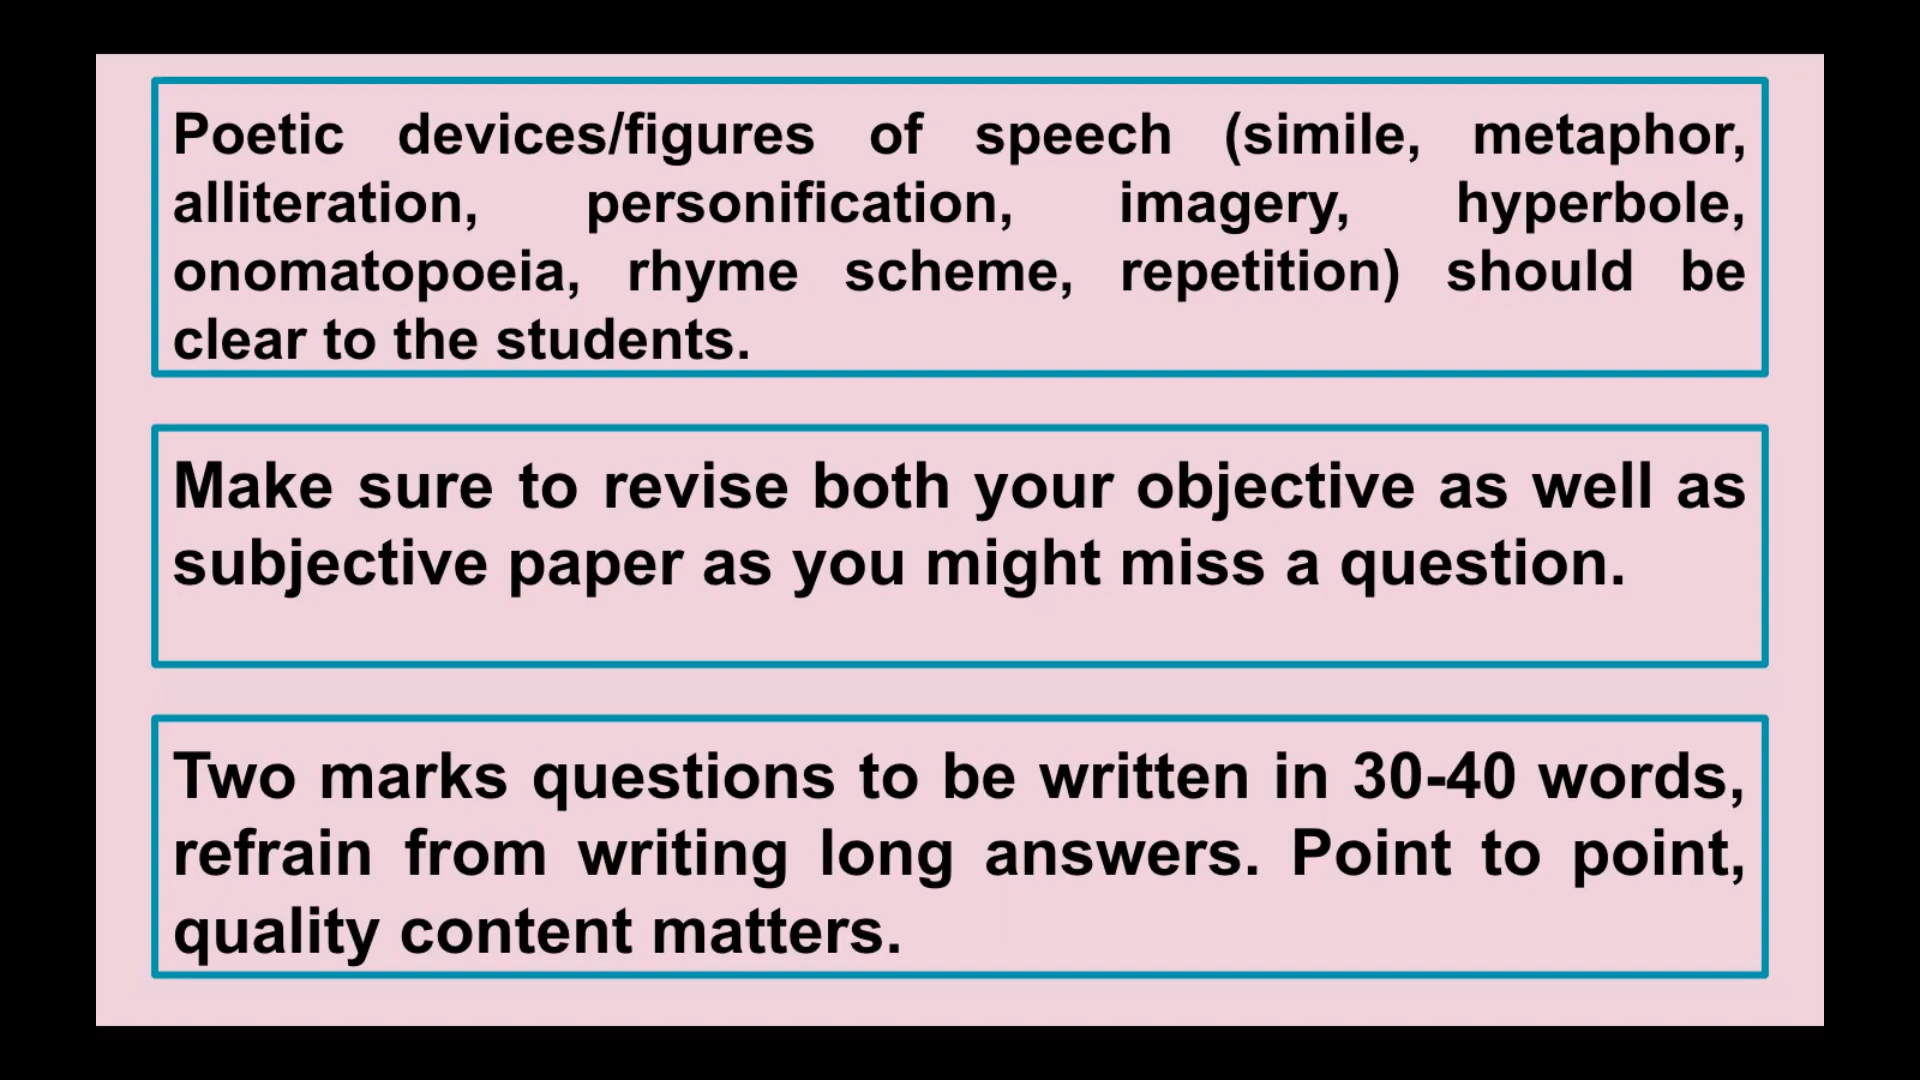 Poetic devices/figures of speech (simile, metaphor,
alliteration, personification, imagery, hyperbole,
onomatopoeia, rhyme scheme, repetition) should be
clear to the students.
Make sure to revise both your objective as well as
subjective paper as you might miss a question.
Two marks questions to be written in 30-40 words,
refrain from writing long answers. Point to point,
quality content matters.